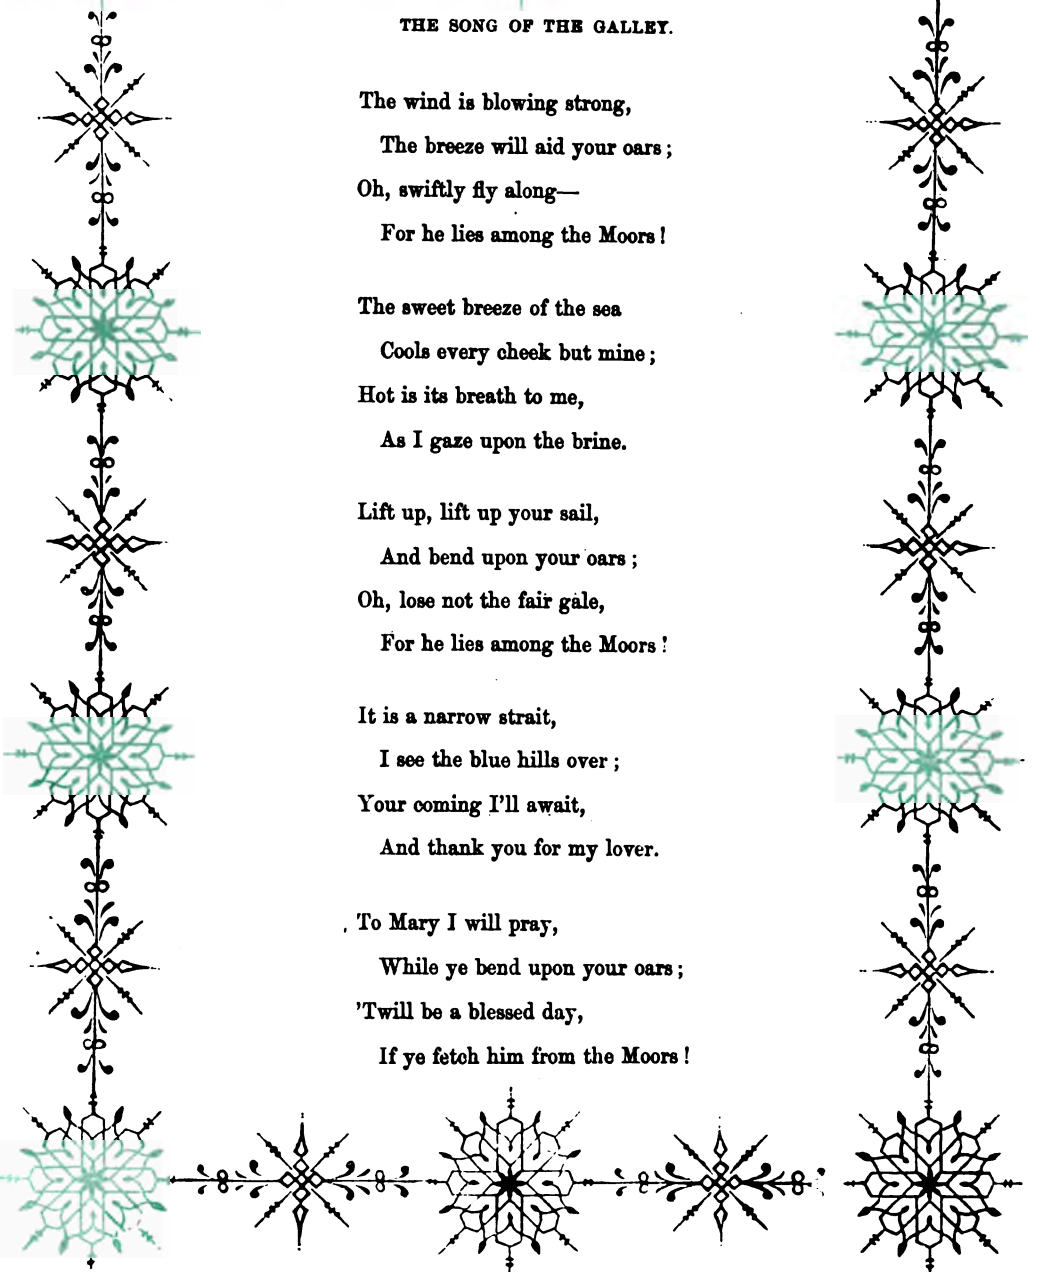 THE SONG OF THE GALLEY.
The wind is blowing strong,
The breeze will aid your oars;
Oh, swiftly fly along—
For he lies among the Moors!
The sweet breeze of the sea
Cools every cheek but mine;
Hot is its breath to me,
As I gaze upon the brine.
Lift up, lift up your sail,
And bend upon your oars;
Oh, lose not the fair gale,
For he lies among the Moors!
It is a narrow strait,
I see the blue hills over;
Your coming I'll await,
And thank you for my lover.
To Mary I will pray,
While ye bend upon your oars;
'Twill be a blessed day,
If ye fetch him from the Moors!